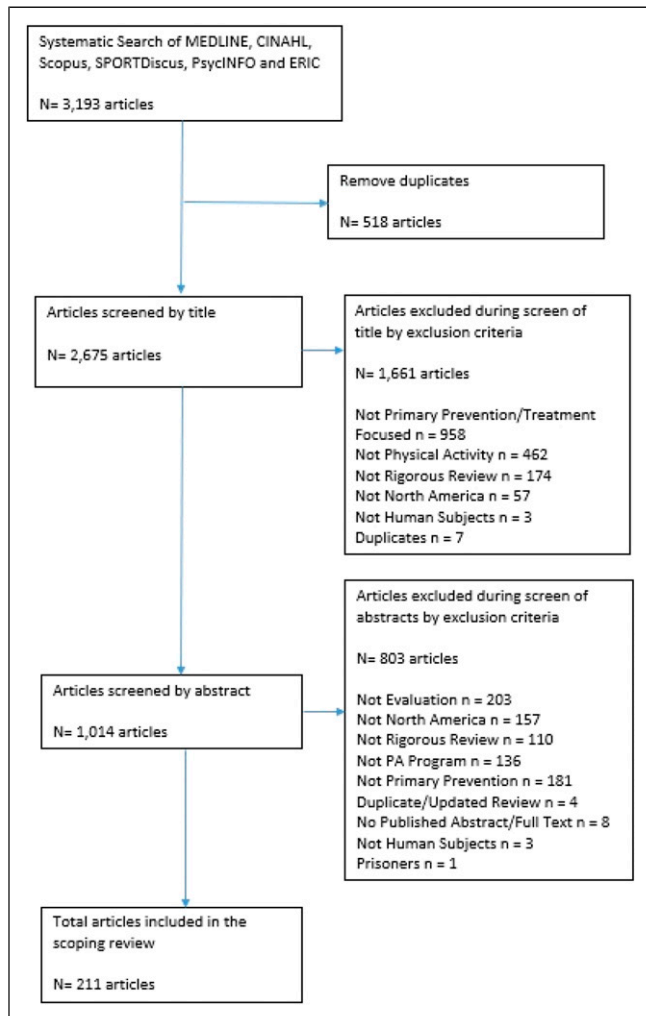 Systematic Search of MEDLINE, CINAHL,
Scopus, SPORTDiscus, PsycINFO and ERIC
N= 3,193 articles
Remove duplicates
N= 518 articles
Articles screened by title
N= 2,675 articles
Articles excluded during screen of
title by exclusion criteria
N= 1,661 articles
Not Primary Prevention/Treatment
Focused n = 958
Not Physical Activity n = 462
Not Rigorous Review n = 174
Not North America n = 57
Not Human Subjects n = 3
Duplicates n = 7
Articles screened by abstract
N= 1,014 articles
Articles excluded during screen of
abstracts by exclusion criteria
N= 803 articles
Not Evaluation n = 203
Not North America n = 157
Not Rigorous Review n = 110
Not PA Program n = 136
Not Primary Prevention n = 181
Duplicate/Updated Review n = 4
No Published Abstract/Full Text n = 8
Not Human Subjects n = 3
Prisoners n = 1
Total articles included in the
scoping review
N= 211 articles